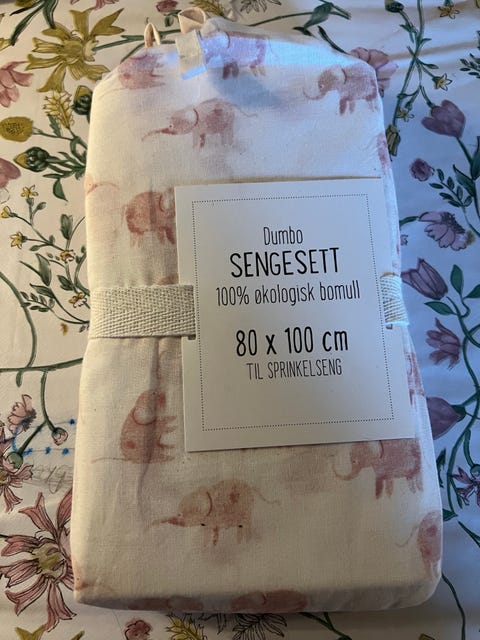 Dumbo
SENGESETT
100% økologisk bomull
80 x 100 cm
TIL SPRINKELSENG